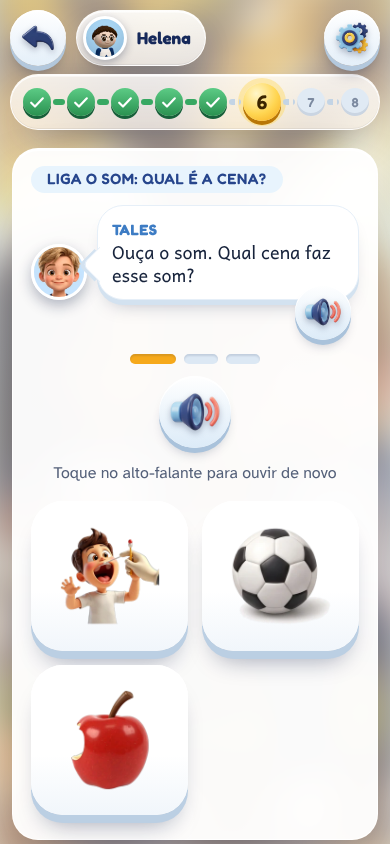 Helena
6
7
8
LIGA O SOM: QUAL É A CENA?
TALES
Ouça o som. Qual cena faz
esse som?
Toque no alto-falante para ouvir de novo